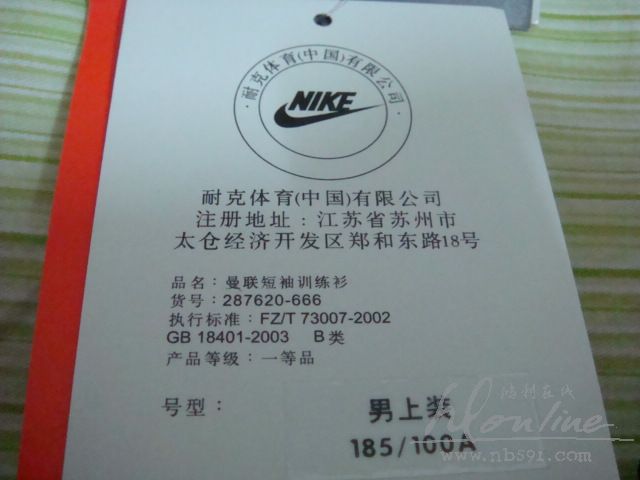 ·耐克体育(中国)有限公司·
NIKE
耐克体育(中国)有限公司
注册地址：江苏省苏州市
太仓经济开发区郑和东路18号
品名：曼联短袖训练衫
货号：287620-666
执行标准：FZ/T 73007-2002
GB 18401-2003 B类
产品等级：一等品
号型： 男上装
185/100A
鸿利在线
online
www.nb591.com